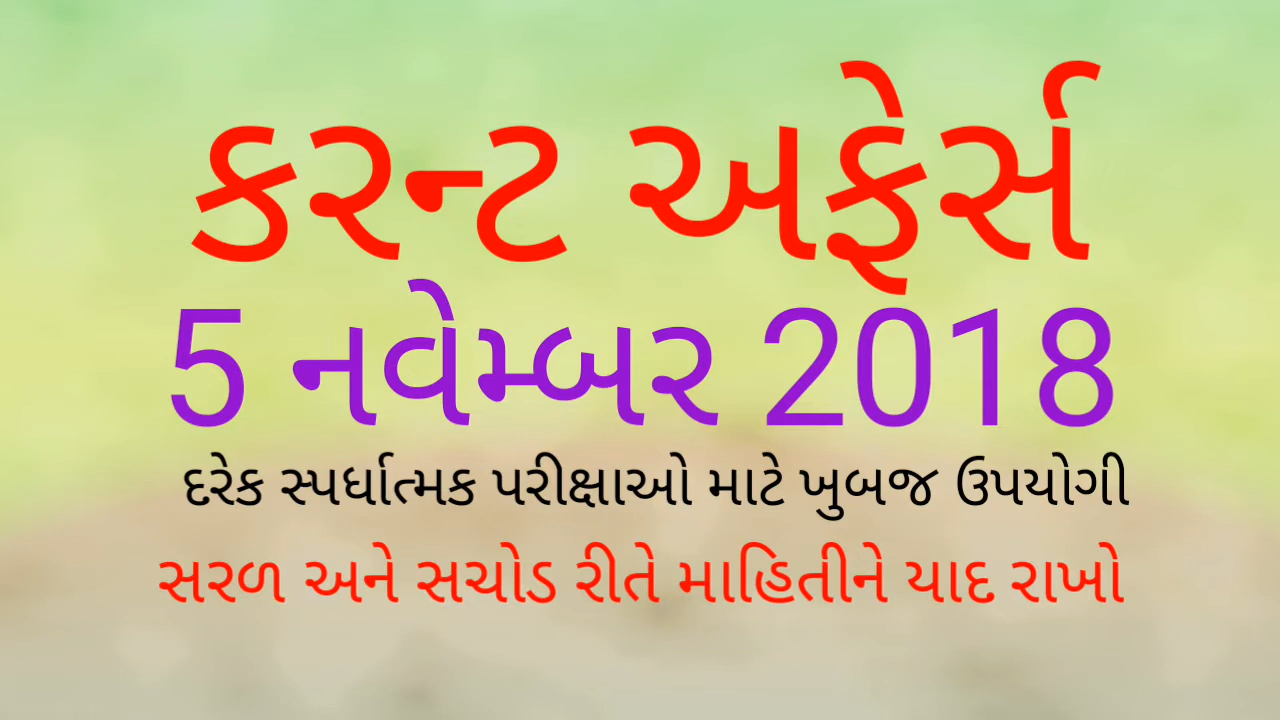 કરન્ટ અફેર્સ
5 નવેમ્બર 2018
દરેક સ્પર્ધાત્મક પરીક્ષાઓ માટે ખુબજ ઉપયોગી
સરળ અને સચોડ રીતે માહિતીને યાદ રાખો